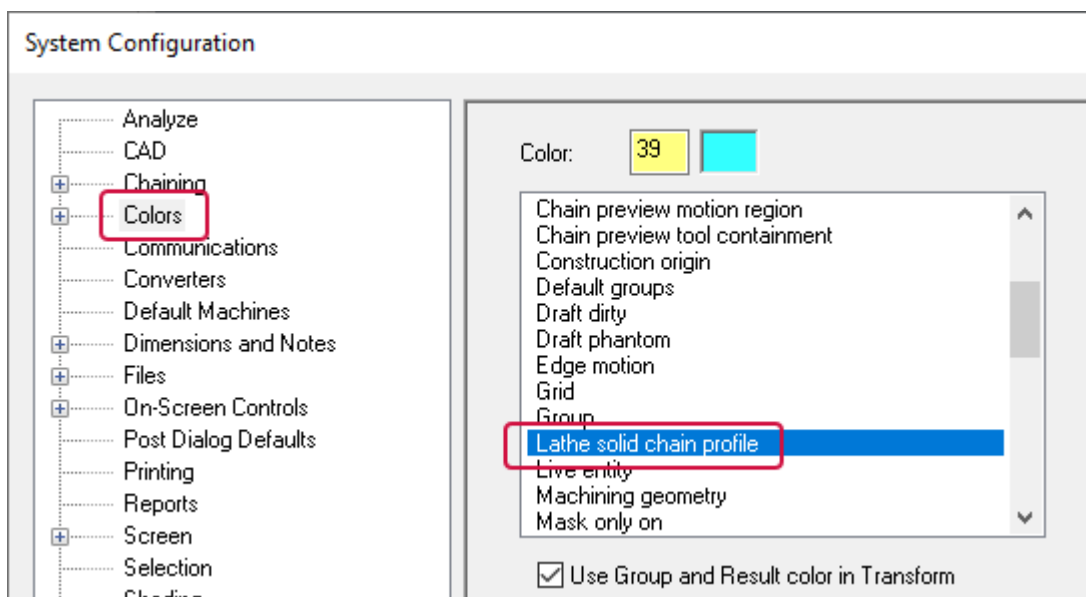 System Configuration
Analyze
CAD
Chaining
Colors
Communications
Converters
Default Machines
Dimensions and Notes
Files
On-Screen Controls
Post Dialog Defaults
Printing
Reports
Screen
Selection
Shading
Color: 39
Chain preview motion region
Chain preview tool containment
Construction origin
Default groups
Draft dirty
Draft phantom
Edge motion
Grid
Group
Lathe solid chain profile
Live entity
Machining geometry
Mask only on
Use Group and Result color in Transform